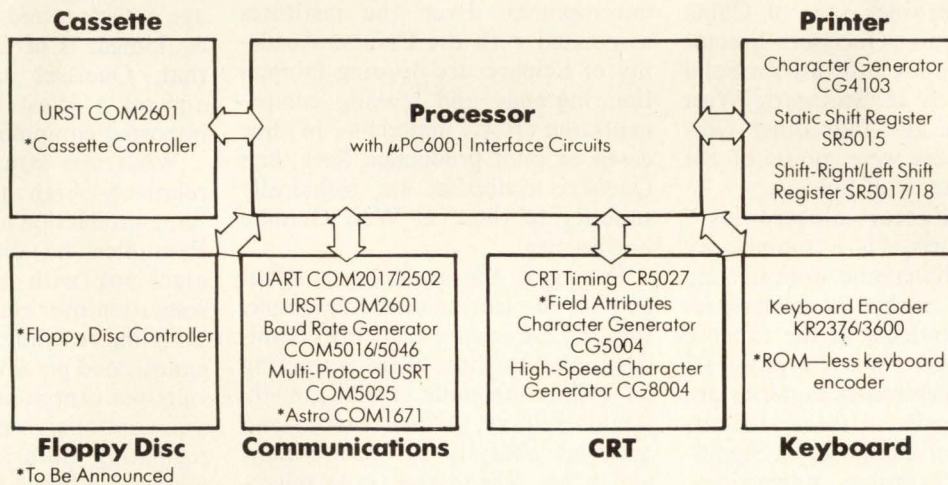 Cassette
URST COM2601
*Cassette Controller
Processor
with µPC6001 Interface Circuits
Printer
Character Generator
CG4103
Static Shift Register
SR5015
Shift-Right/Left Shift
Register SR5017/18
*Floppy Disc Controller
Floppy Disc
*To Be Announced
UART COM2017/2502
URST COM2601
Baud Rate Generator
COM5016/5046
Multi-Protocol USRT
COM5025
*Astro COM1671
Communications
CRT Timing CR5027
*Field Attributes
Character Generator
CG5004
High-Speed Character
Generator CG8004
CRT
Keyboard Encoder
KR2376/3600
*ROM—less keyboard
encoder
Keyboard